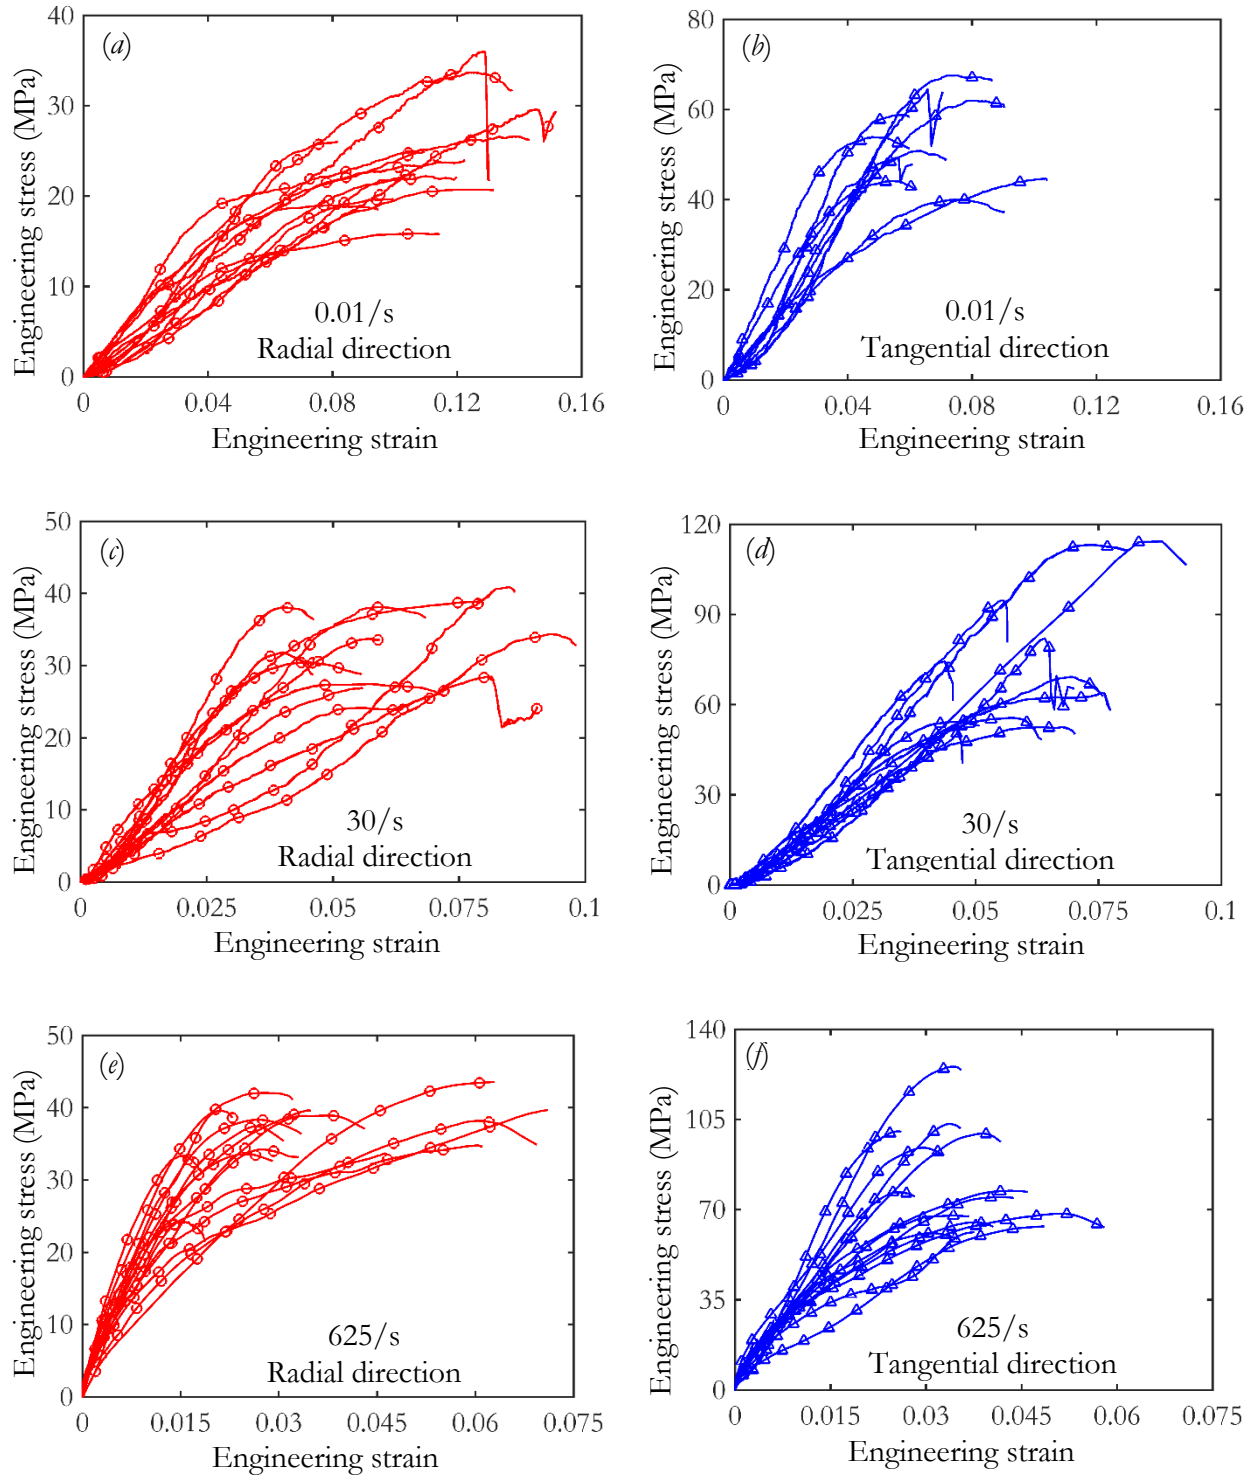 (a)
40
30
20
10
0
0 0.04 0.08 0.12 0.16
Engineering stress (MPa)
Engineering strain
0.01/s
Radial direction
(b)
80
60
40
20
0
0 0.04 0.08 0.12 0.16
Engineering stress (MPa)
Engineering strain
0.01/s
Tangential direction
(c)
50
40
30
20
10
0
0 0.025 0.05 0.075 0.1
Engineering stress (MPa)
Engineering strain
30/s
Radial direction
(d)
120
90
60
30
0
0 0.025 0.05 0.075 0.1
Engineering stress (MPa)
Engineering strain
30/s
Tangential direction
(e)
50
40
30
20
10
0
0 0.015 0.03 0.045 0.06 0.075
Engineering stress (MPa)
Engineering strain
625/s
Radial direction
(f)
140
105
70
35
0
0 0.015 0.03 0.045 0.06 0.075
Engineering stress (MPa)
Engineering strain
625/s
Tangential direction